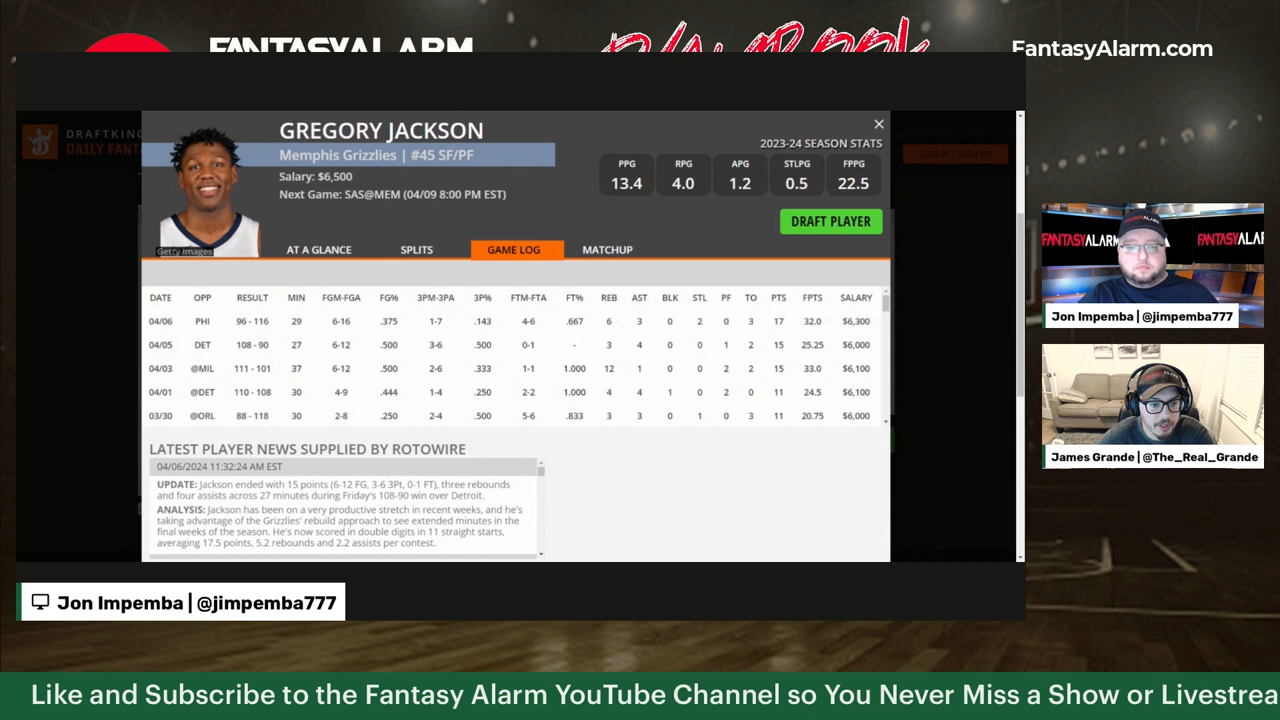 FANTASYALARM
PLAYBOOK
FantasyAlarm.com
DRAFTKIN
DAILY FANT
GREGORY JACKSON
Memphis Grizzlies | #45 SF/PF
Salary: $6,500
Next Game: SAS@MEM (04/09 8:00 PM EST)
Getty Images
2023-24 SEASON STATS
PPG RPG APG STLPG FPPG
13.4 4.0 1.2 0.5 22.5
DRAFT PLAYER
LOG IN / SIGN UP
AT A GLANCE SPLITS GAME LOG MATCHUP
DATE OPP RESULT MIN FGM-FGA FG% 3PM-3PA 3P% FTM-FTA FT% REB AST BLK STL PF TO PTS FPTS SALARY
04/06 PHI 96 - 116 29 6-16 .375 1-7 .143 4-6 .667 6 3 0 2 0 3 17 32.0 $6,300
04/05 DET 108 - 90 27 6-12 .500 3-6 .500 0-1 - 3 4 0 0 1 2 15 25.25 $6,000
04/03 @MIL 111 - 101 37 6-12 .500 2-6 .333 1-1 1.000 12 1 0 0 2 2 15 33.0 $6,100
04/01 @DET 110 - 108 30 4-9 .444 1-4 .250 2-2 1.000 4 4 1 0 2 0 11 24.5 $6,100
03/30 @ORL 88 - 118 30 2-8 .250 2-4 .500 5-6 .833 3 3 0 1 0 3 11 20.75 $6,000
LATEST PLAYER NEWS SUPPLIED BY ROTOWIRE
04/06/2024 11:32:24 AM EST
UPDATE: Jackson ended with 15 points (6-12 FG, 3-6 3Pt, 0-1 FT), three rebounds
and four assists across 27 minutes during Friday's 108-90 win over Detroit.
ANALYSIS: Jackson has been on a very productive stretch in recent weeks, and he's
taking advantage of the Grizzlies' rebuild approach to see extended minutes in the
final weeks of the season. He's now scored in double digits in 11 straight starts,
averaging 17.5 points, 5.2 rebounds and 2.2 assists per contest.
FANTASYALARM
FANTASYALAR
Jon Impemba | @jimpemba777
James Grande | @The_Real_Grande
Jon Impemba | @jimpemba777
Like and Subscribe to the Fantasy Alarm YouTube Channel so You Never Miss a Show or Livestrea